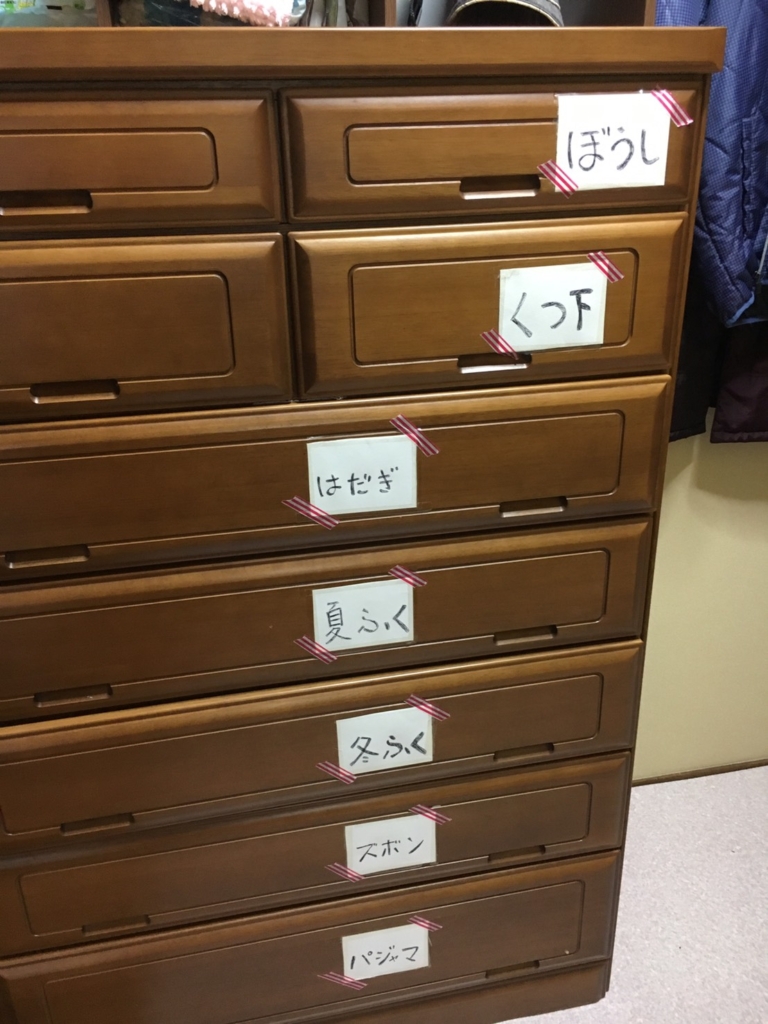 ぼうし
くつ下
はだぎ
夏ふく
冬ふく
ズボン
パジャマ